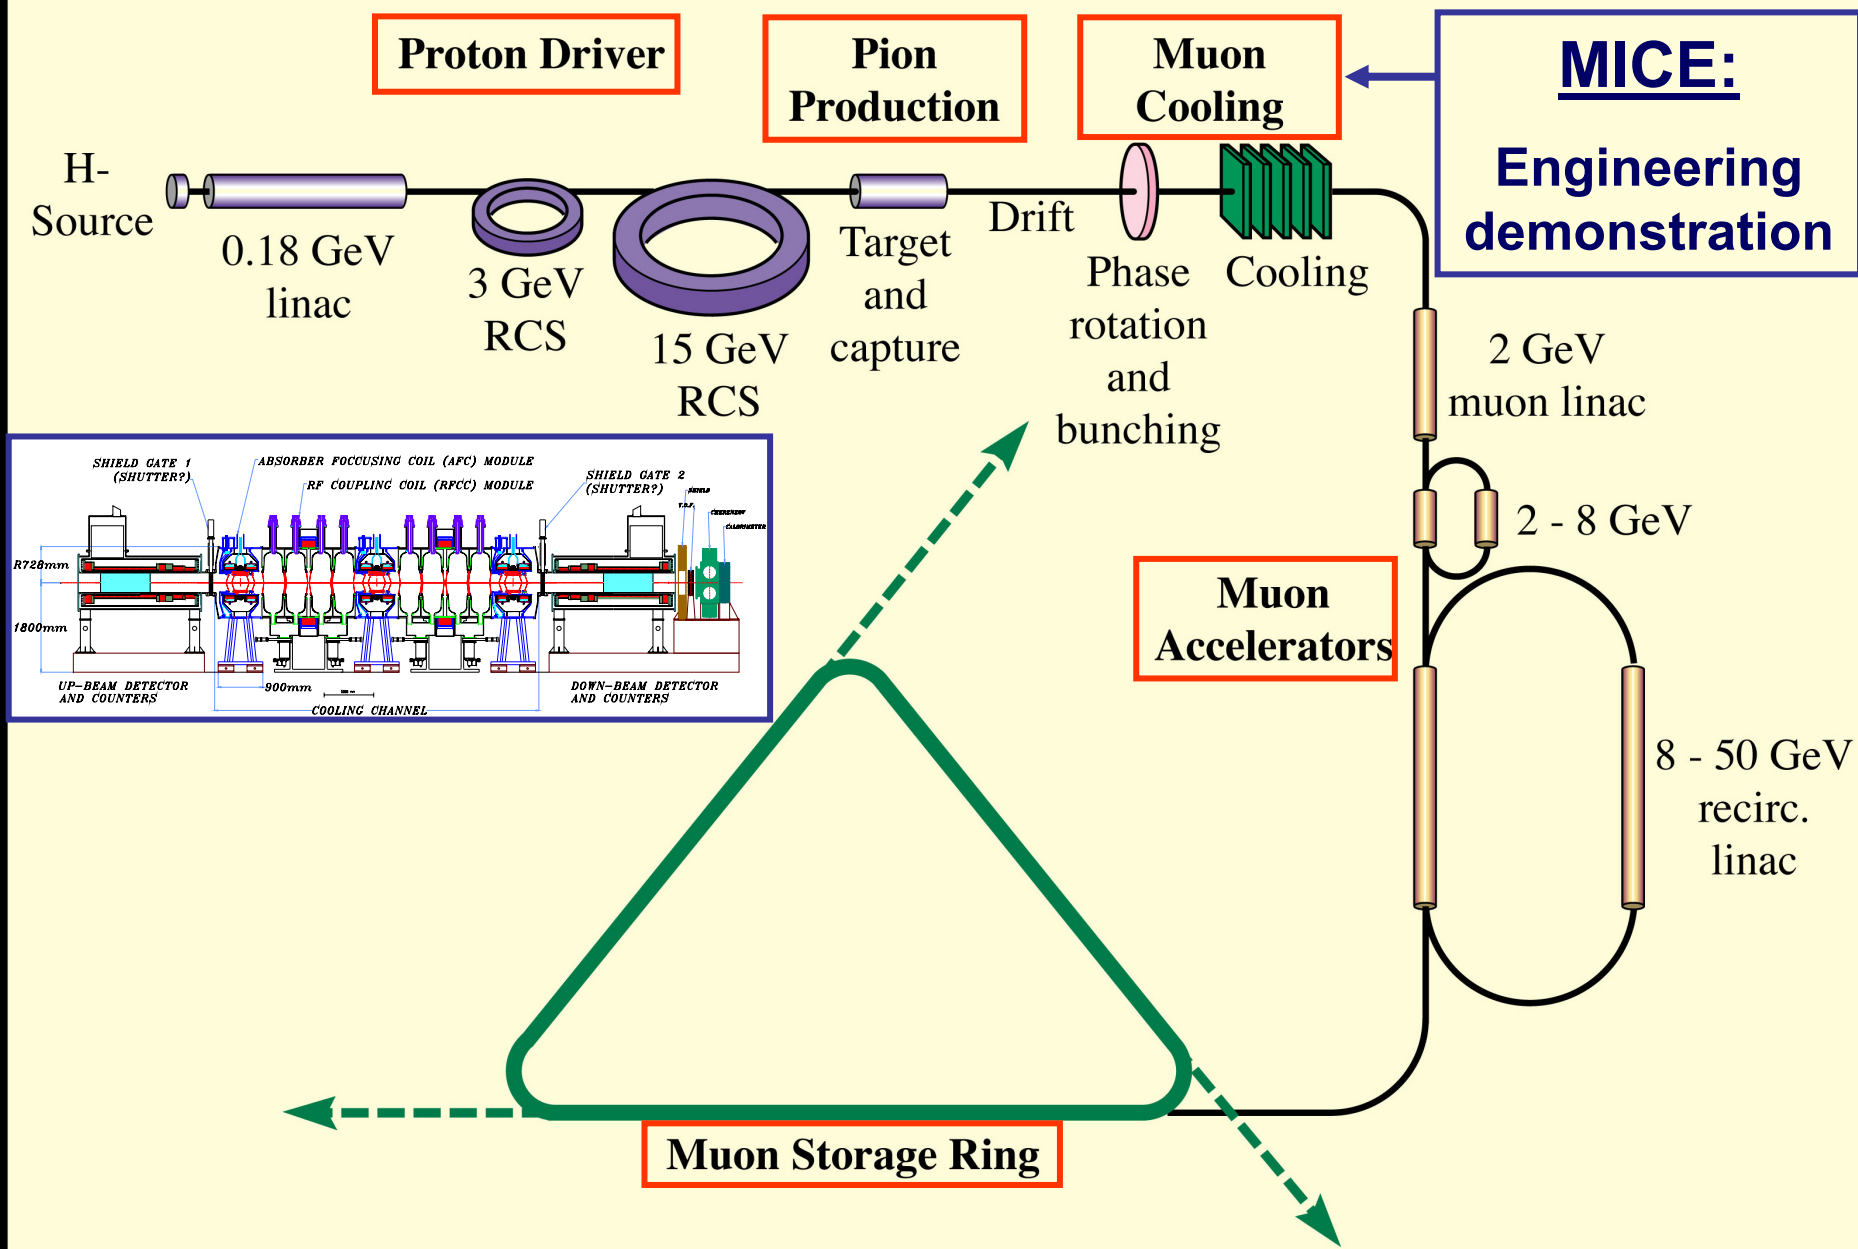 Proton Driver
Pion
Production
Muon
Cooling
MICE:
Engineering
demonstration
H-
Source
0.18 GeV
linac
3 GeV
RCS
15 GeV
RCS
Target
and
capture
Drift
Phase
rotation
and
bunching
Cooling
2 GeV
muon linac
2 - 8 GeV
Muon
Accelerators
8 - 50 GeV
recirc.
linac
SHIELD GATE 1
(SHUTTER?)
ABSORBER FOCCUSING COIL (AFC) MODULE
RF COUPLING COIL (RFCC) MODULE
SHIELD GATE 2
(SHUTTER?)
SHIELD
T.O.F.
CHERENKOV
CALORIMETER
R728mm
1800mm
900mm
UP-BEAM DETECTOR
AND COUNTERS
COOLING CHANNEL
DOWN-BEAM DETECTOR
AND COUNTERS
Muon Storage Ring